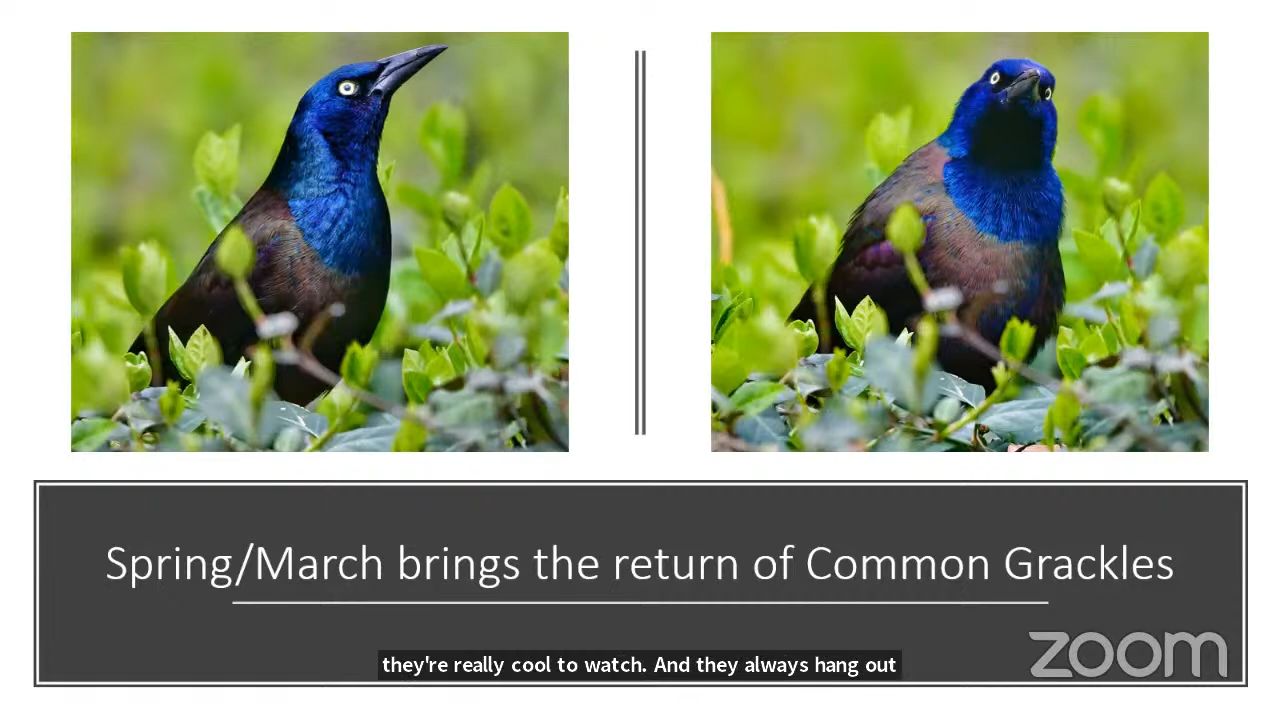 Spring/March brings the return of Common Grackles
they're really cool to watch. And they always hang out
zoom